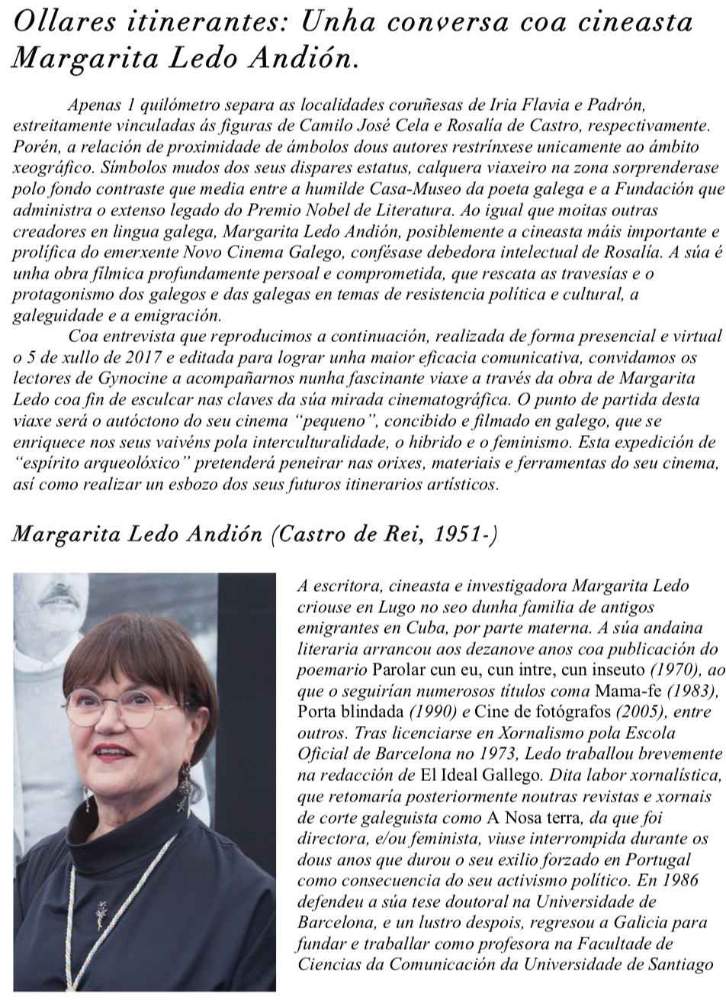 Ollares itinerantes: Unha conversa coa cineasta
Margarita Ledo Andión.
Apenas 1 quilómetro separa as localidades coruñesas de Iria Flavia e Padrón,
estreitamente vinculadas ás figuras de Camilo José Cela e Rosalía de Castro, respectivamente.
Porén, a relación de proximidade de ámbolos dous autores restrínxese unicamente ao ámbito
xeográfico. Símbolos mudos dos seus dispares estatus, calquera viaxeiro na zona sorprenderase
polo fondo contraste que media entre a humilde Casa-Museo da poeta galega e a Fundación que
administra o extenso legado do Premio Nobel de Literatura. Ao igual que moitas outras
creadores en lingua galega, Margarita Ledo Andión, posiblemente a cineasta máis importante e
prolífica do emerxente Novo Cinema Galego, confésase debedora intelectual de Rosalía. A súa é
unha obra fílmica profundamente persoal e comprometida, que rescata as travesías e o
protagonismo dos galegos e das galegas en temas de resistencia política e cultural, a
galeguidade e a emigración.
Coa entrevista que reproducimos a continuación, realizada de forma presencial e virtual
o 5 de xullo de 2017 e editada para lograr unha maior eficacia comunicativa, convidamos os
lectores de Gynocine a acompañarnos nunha fascinante viaxe a través da obra de Margarita
Ledo coa fin de esculcar nas claves da súa mirada cinematográfica. O punto de partida desta
viaxe será o autóctono do seu cinema “pequeno”, concibido e filmado en galego, que se
enriquece nos seus vaivéns pola interculturalidade, o hibrido e o feminismo. Esta expedición de
“espírito arqueolóxico” pretenderá peneirar nas orixes, materiais e ferramentas do seu cinema,
así como realizar un esbozo dos seus futuros itinerarios artísticos.
Margarita Ledo Andión (Castro de Rei, 1951-)
A escritora, cineasta e investigadora Margarita Ledo
criouse en Lugo no seo dunha familia de antigos
emigrantes en Cuba, por parte materna. A súa andaina
literaria arrancou aos dezanove anos coa publicación do
poemario Parolar cun eu, cun intre, cun inseuto (1970), ao
que o seguirían numerosos títulos coma Mama-fe (1983),
Porta blindada (1990) e Cine de fotógrafos (2005), entre
outros. Tras licenciarse en Xornalismo pola Escola
Oficial de Barcelona no 1973, Ledo traballou brevemente
na redacción de El Ideal Gallego. Dita labor xornalística,
que retomaría posteriormente noutras revistas e xornais
de corte galeguista como A Nosa terra, da que foi
directora, e/ou feminista, viuse interrompida durante os
dous anos que durou o seu exilio forzado en Portugal
como consecuencia do seu activismo político. En 1986
defendeu a súa tese doutoral na Universidade de
Barcelona, e un lustro despois, regresou a Galicia para
fundar e traballar como profesora na Facultade de
Ciencias da Comunicación da Universidade de Santiago